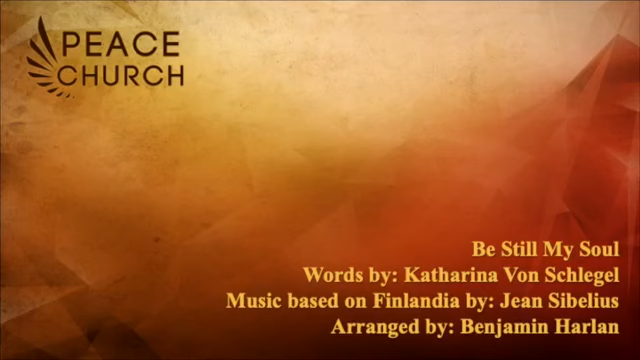 PEACE
CHURCH
Be Still My Soul
Words by: Katharina Von Schlegel
Music based on Finlandia by: Jean Sibelius
Arranged by: Benjamin Harlan